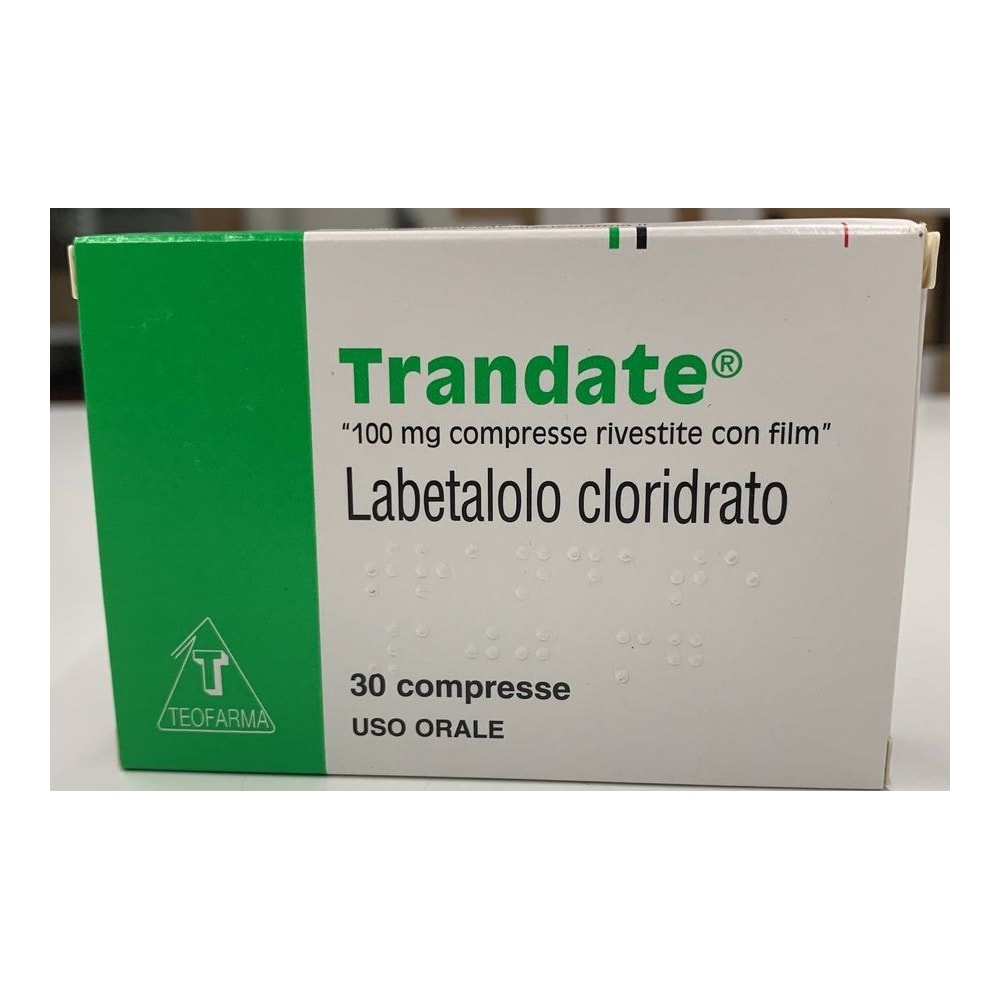 Trandate®
"100 mg compresse rivestite con film"
Labetalolo cloridrato
30 compresse
USO ORALE
T
TEOFARMA